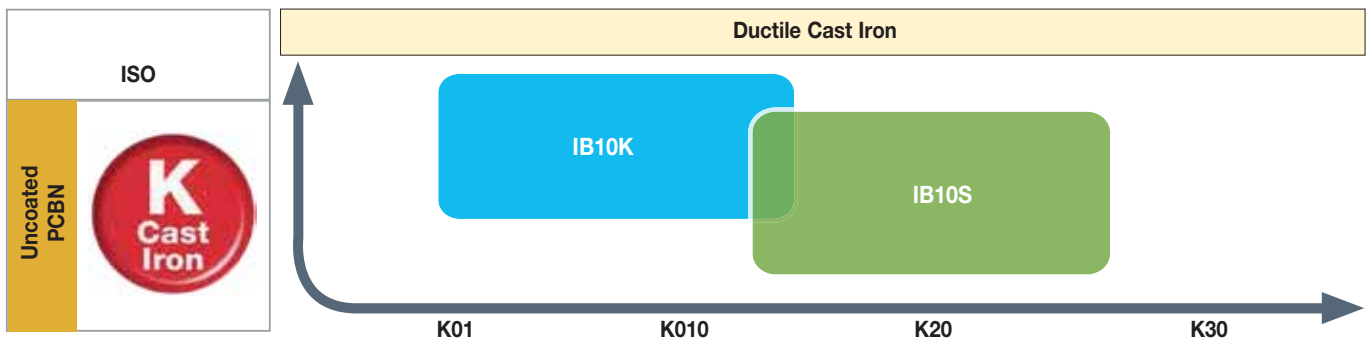 Ductile Cast Iron
ISO
Uncoated
PCBN
K
Cast
Iron
IB10K
IB10S
K01
K010
K20
K30